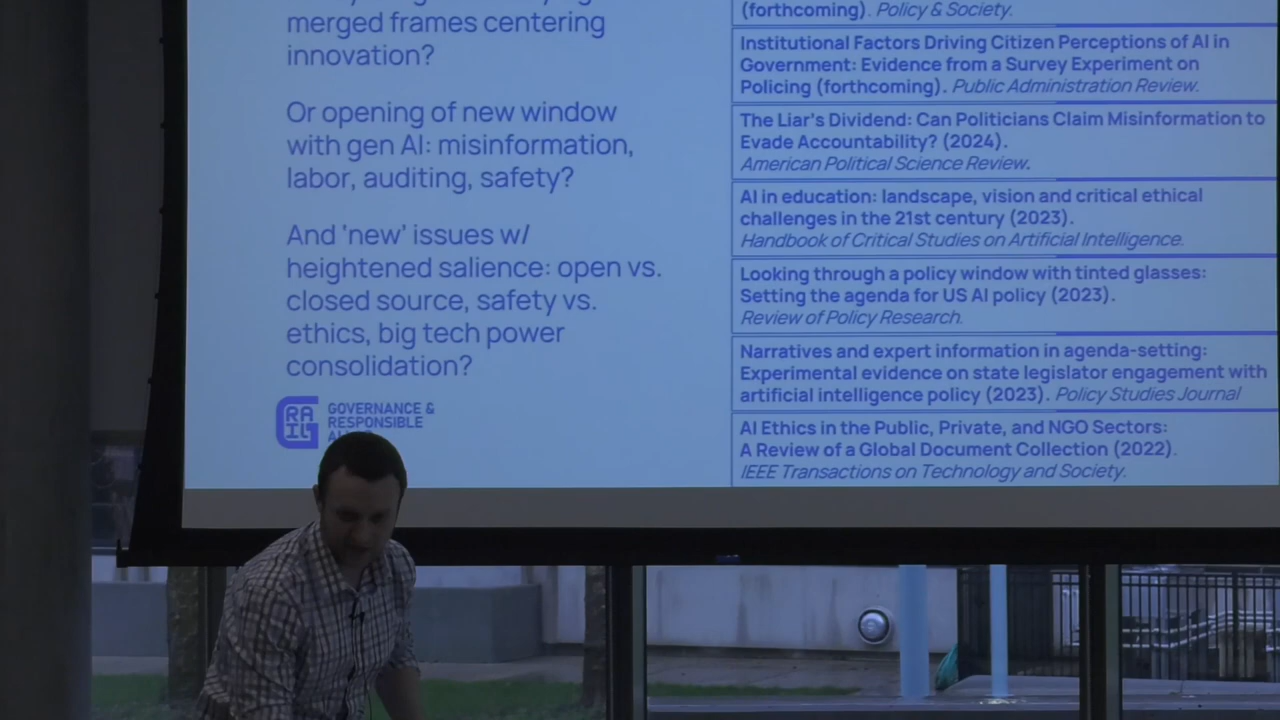 merged frames centering
innovation?
Or opening of new window
with gen AI: misinformation,
labor, auditing, safety?
And ‘new’ issues w/
heightened salience: open vs.
closed source, safety vs.
ethics, big tech power
consolidation?
GRAIL
GOVERNANCE &
RESPONSIBLE
(forthcoming). Policy & Society.
Institutional Factors Driving Citizen Perceptions of AI in
Government: Evidence from a Survey Experiment on
Policing (forthcoming). Public Administration Review.
The Liar's Dividend: Can Politicians Claim Misinformation to
Evade Accountability? (2024).
American Political Science Review.
AI in education: landscape, vision and critical ethical
challenges in the 21st century (2023).
Handbook of Critical Studies on Artificial Intelligence.
Looking through a policy window with tinted glasses:
Setting the agenda for US AI policy (2023).
Review of Policy Research.
Narratives and expert information in agenda-setting:
Experimental evidence on state legislator engagement with
artificial intelligence policy (2023). Policy Studies Journal
AI Ethics in the Public, Private, and NGO Sectors:
A Review of a Global Document Collection (2022).
IEEE Transactions on Technology and Society.